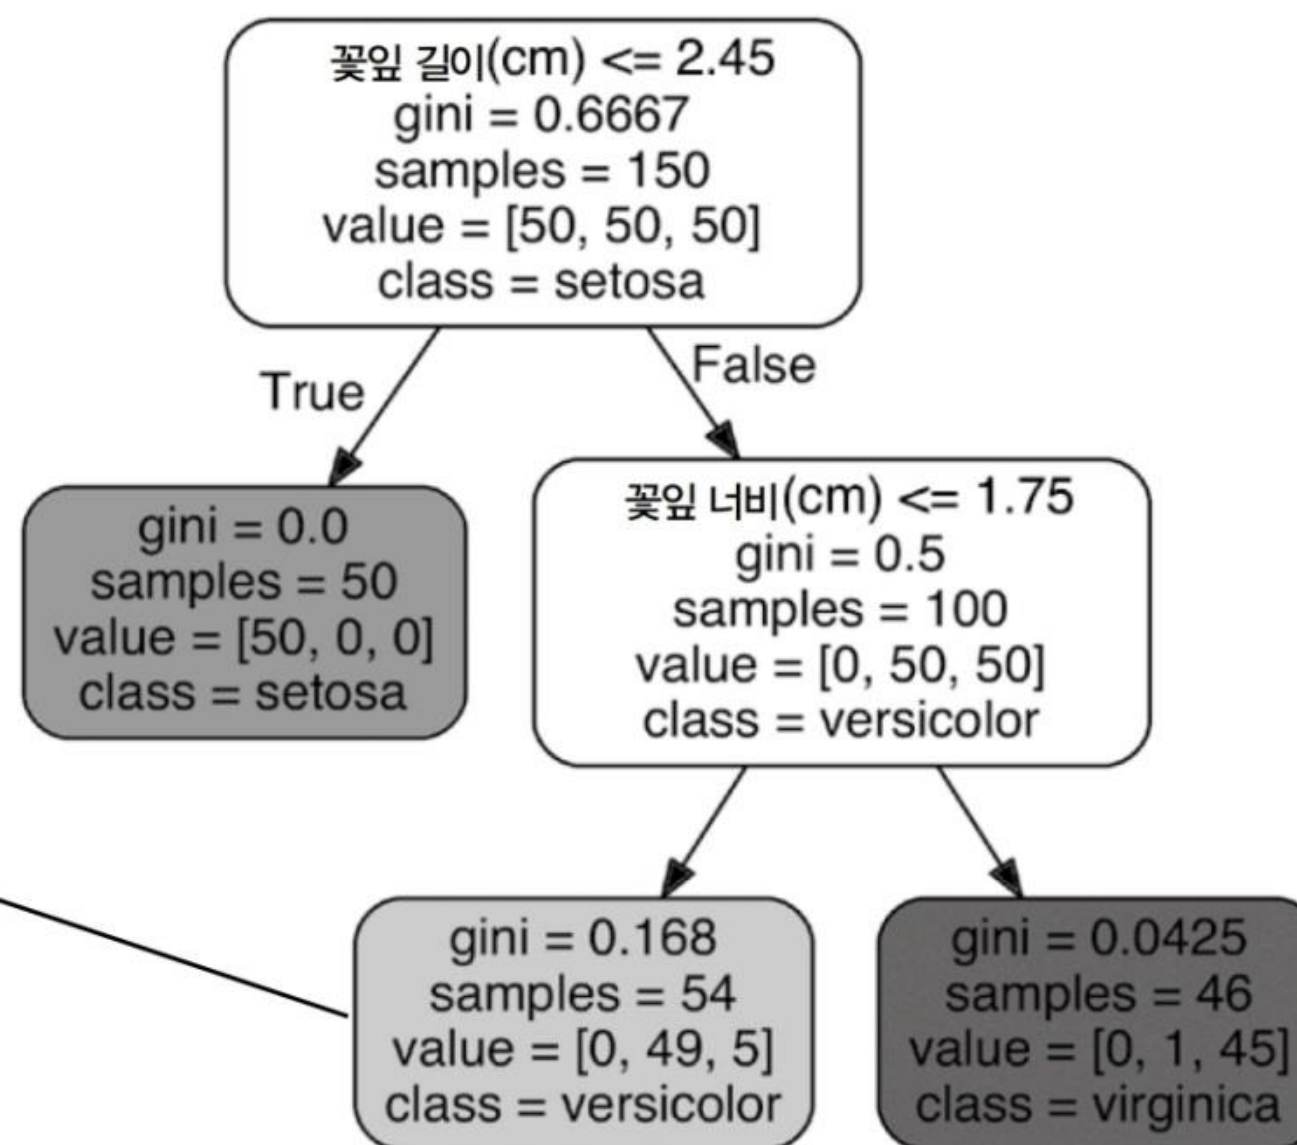 꽃잎 길이(cm) <= 2.45
gini = 0.6667
samples = 150
value = [50, 50, 50]
class = setosa
True
False
gini = 0.0
samples = 50
value = [50, 0, 0]
class = setosa
꽃잎 너비(cm) <= 1.75
gini = 0.5
samples = 100
value = [0, 50, 50]
class = versicolor
gini = 0.168
samples = 54
value = [0, 49, 5]
class = versicolor
gini = 0.0425
samples = 46
value = [0, 1, 45]
class = virginica